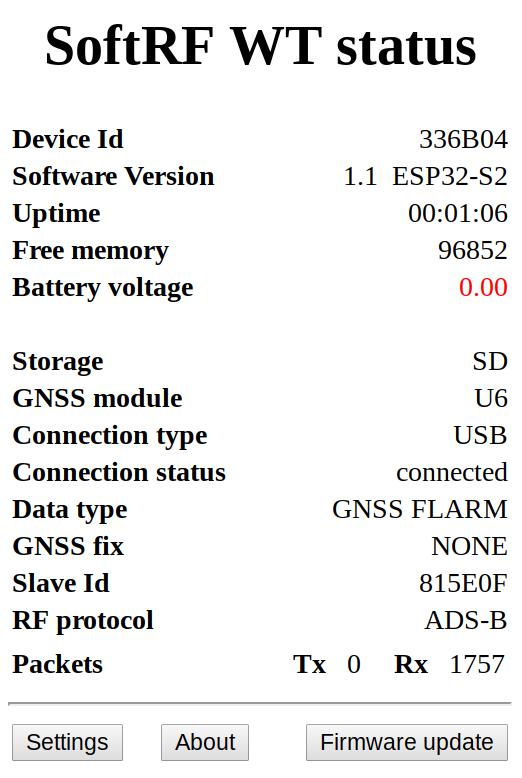 SoftRF WT status
Device Id 336B04
Software Version 1.1 ESP32-S2
Uptime 00:01:06
Free memory 96852
Battery voltage 0.00
Storage SD
GNSS module U6
Connection type USB
Connection status connected
Data type GNSS FLARM
GNSS fix NONE
Slave Id 815E0F
RF protocol ADS-B
Packets Tx 0 Rx 1757
Settings About Firmware update